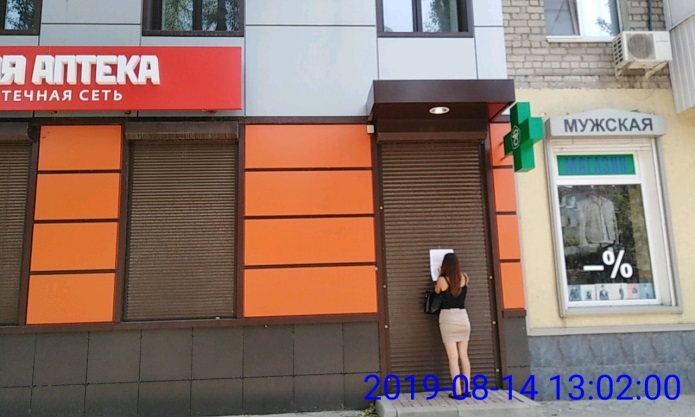 Я АПТЕКА
ТЕЧНАЯ СЕТЬ
МУЖСКАЯ
–%
2019-08-14 13:02:00